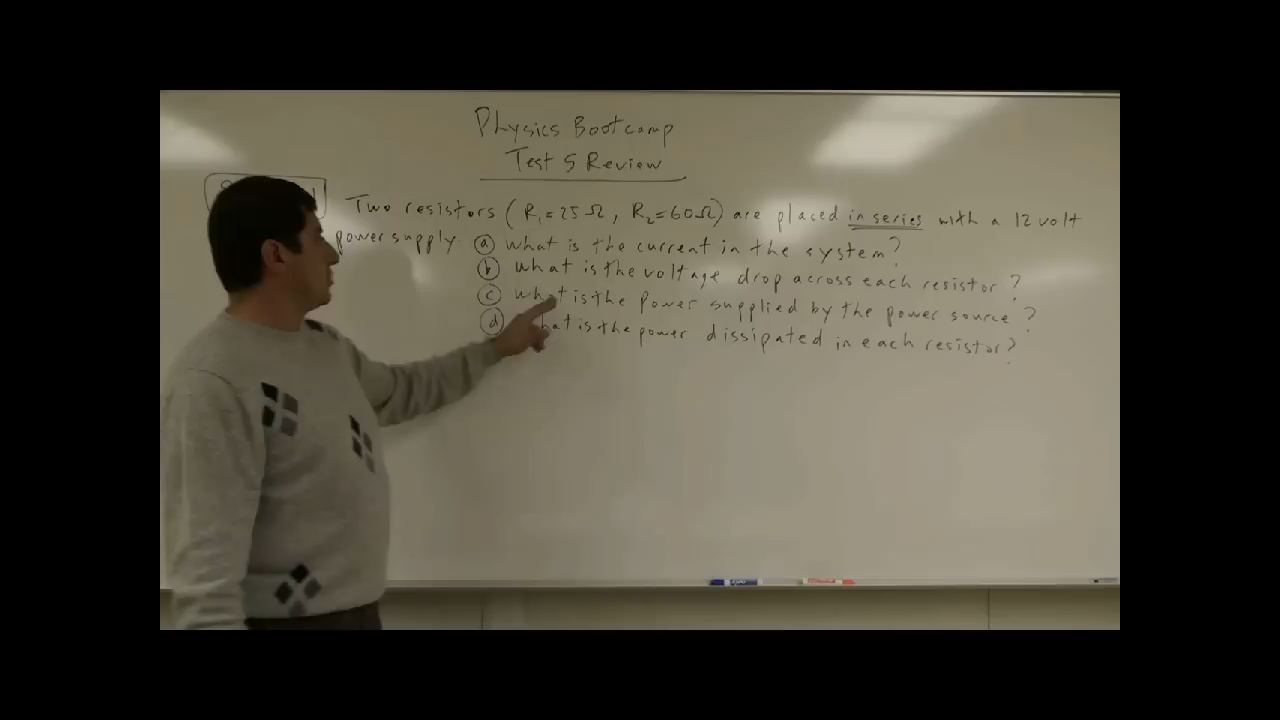 Physics Bootcamp
Test 5 Review
Two resistors (R₁=25Ω, R₂=60Ω) are placed in series with a 12 volt
power supply. ⓐ What is the current in the system?
ⓑ What is the voltage drop across each resistor?
ⓒ What is the power supplied by the power source?
ⓓ is the power dissipated in each resistor?